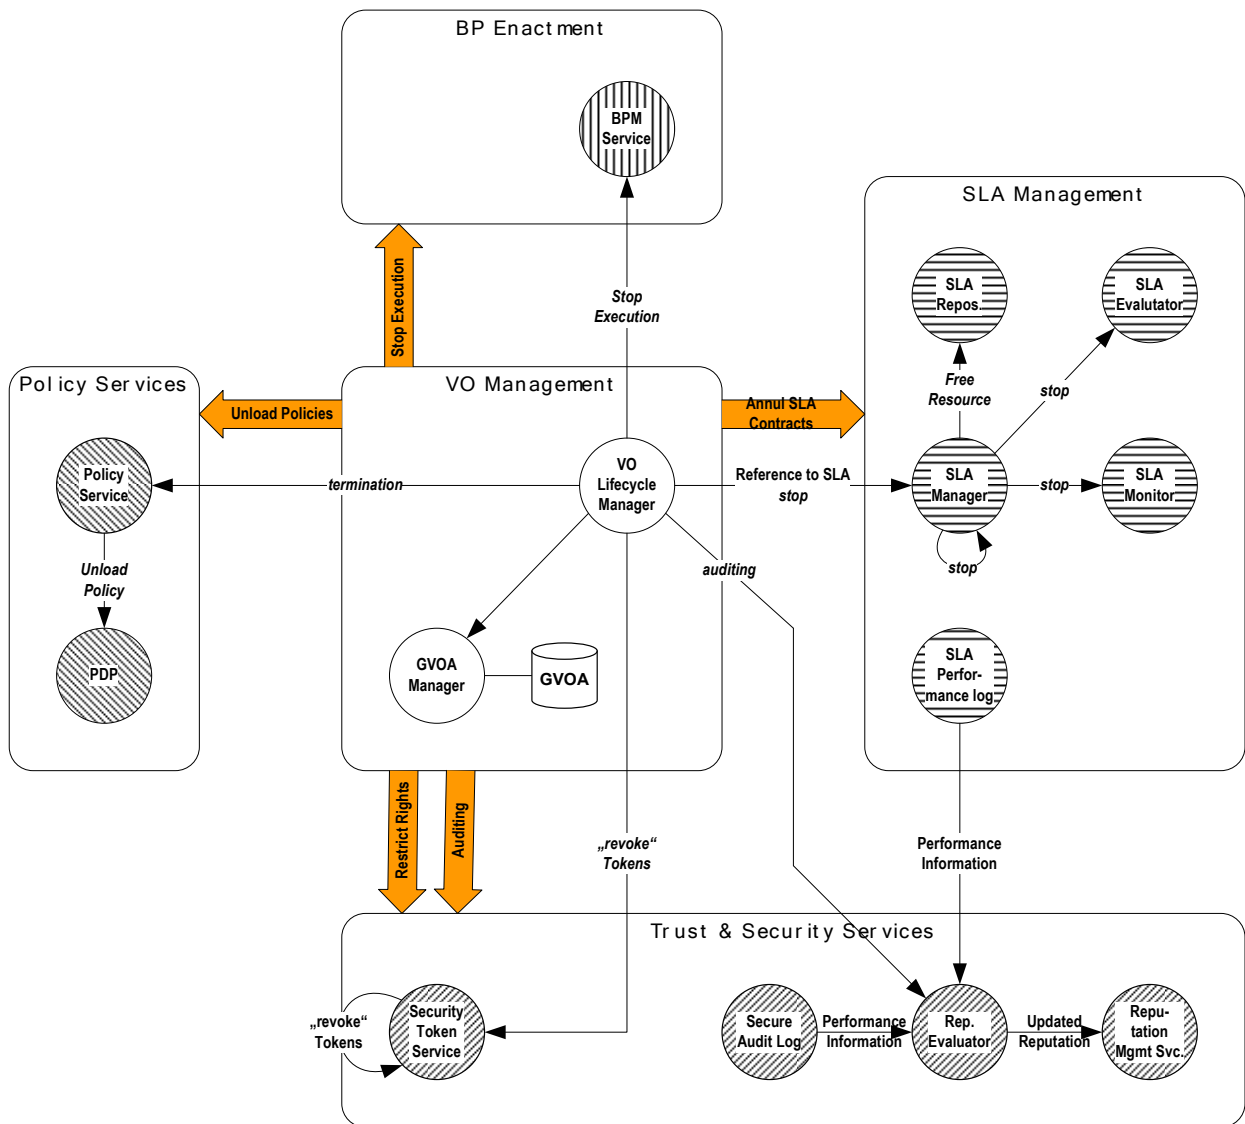 BP Enactment
BPM
Service
SLA Management
SLA
Repos.
SLA
Evalutator
Stop Execution
Stop
Execution
Free
Resource
stop
Policy Services
VO Management
Unload Policies
Annul SLA
Contracts
Policy
Service
termination
VO
Lifecycle
Manager
Reference to SLA
stop
SLA
Manager
stop
SLA
Monitor
stop
Unload
Policy
auditing
PDP
GVOA
Manager
GVOA
SLA
Perfor-
mance log
Restrict Rights
Auditing
„revoke“
Tokens
Performance
Information
Trust & Security Services
„revoke“
Tokens
Security
Token
Service
Secure
Audit Log
Performance
Information
Rep.
Evaluator
Updated
Reputation
Repu-
tation
Mgmt Svc.